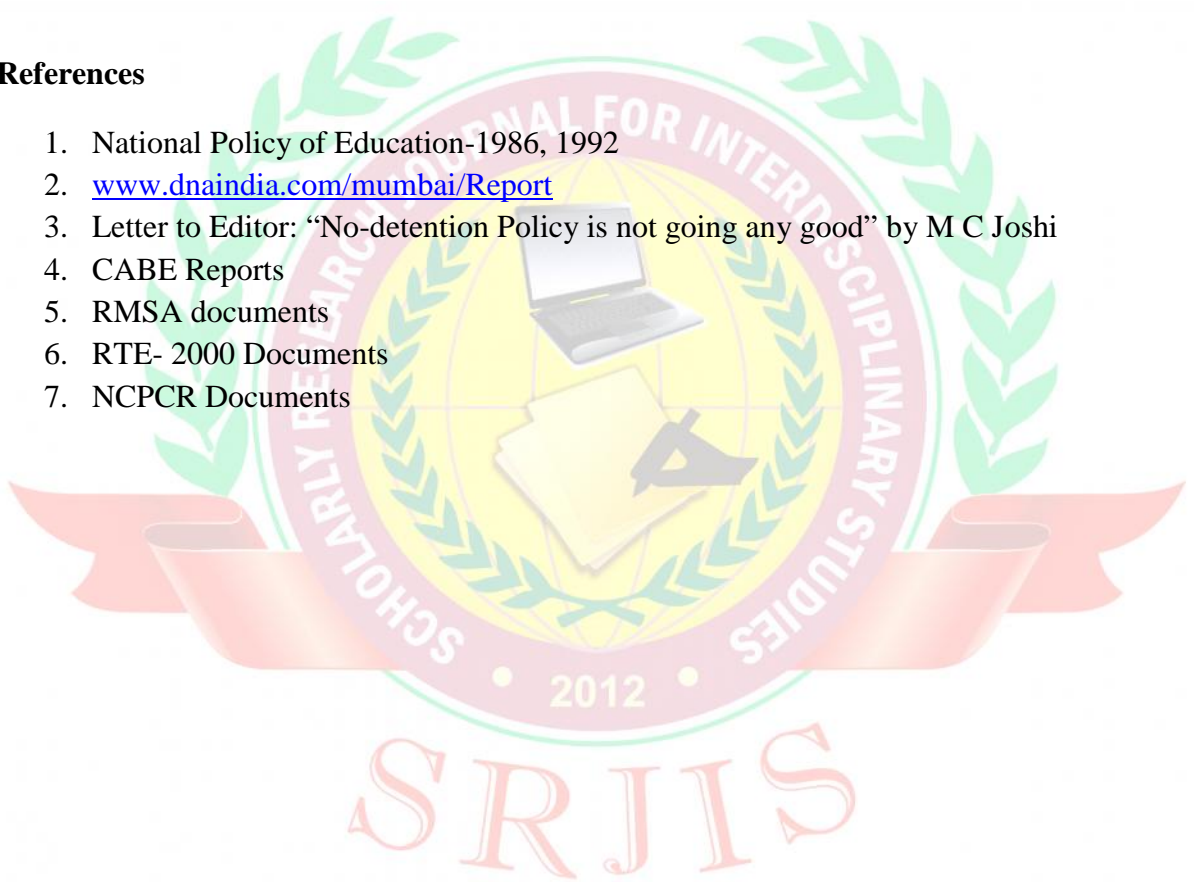 References
1. National Policy of Education-1986, 1992
2. www.dnaindia.com/mumbai/Report
3. Letter to Editor: “No-detention Policy is not going any good” by M C Joshi
4. CABE Reports
5. RMSA documents
6. RTE- 2000 Documents
7. NCPCR Documents
SCHOLARLY RESEARCH JOURNAL FOR INTERDISCIPLINARY STUDIES
• 2012 •
SRJIS